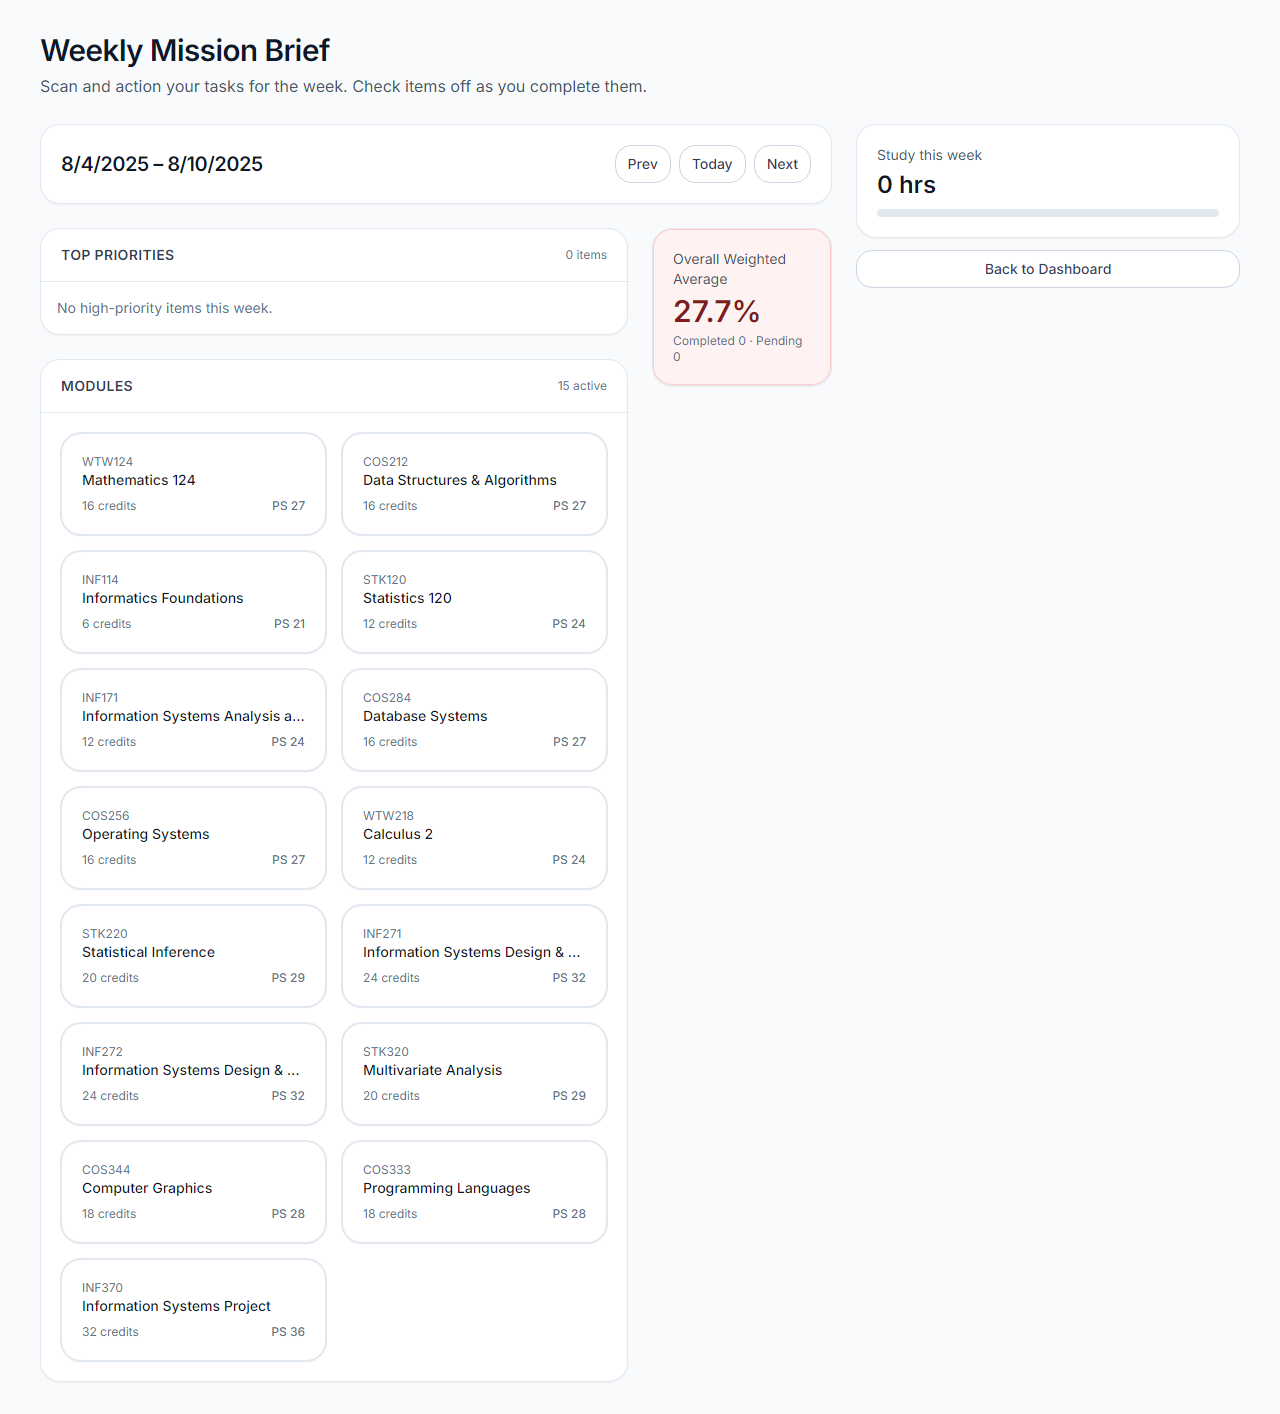 Weekly Mission Brief
Scan and action your tasks for the week. Check items off as you complete them.
8/4/2025 – 8/10/2025
Prev
Today
Next
Study this week
0 hrs
Back to Dashboard
TOP PRIORITIES
0 items
No high-priority items this week.
Overall Weighted
Average
27.7%
Completed 0 · Pending
0
MODULES
15 active
WTW124
Mathematics 124
16 credits
PS 27
COS212
Data Structures & Algorithms
16 credits
PS 27
INF114
Informatics Foundations
6 credits
PS 21
STK120
Statistics 120
12 credits
PS 24
INF171
Information Systems Analysis a...
12 credits
PS 24
COS284
Database Systems
16 credits
PS 27
COS256
Operating Systems
16 credits
PS 27
WTW218
Calculus 2
12 credits
PS 24
STK220
Statistical Inference
20 credits
PS 29
INF271
Information Systems Design & ...
24 credits
PS 32
INF272
Information Systems Design & ...
24 credits
PS 32
STK320
Multivariate Analysis
20 credits
PS 29
COS344
Computer Graphics
18 credits
PS 28
COS333
Programming Languages
18 credits
PS 28
INF370
Information Systems Project
32 credits
PS 36